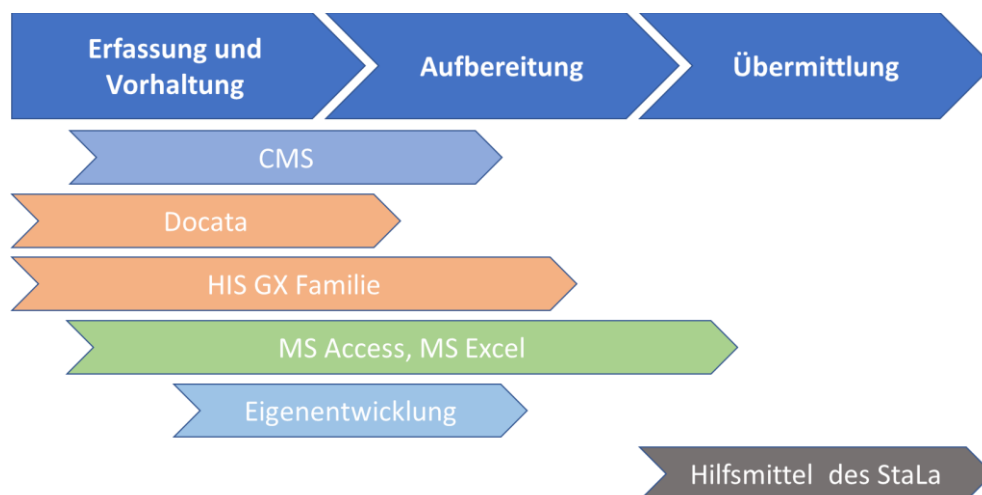 Erfassung und
Vorhaltung
Aufbereitung
Übermittlung
CMS
Docata
HIS GX Familie
MS Access, MS Excel
Eigenentwicklung
Hilfsmittel des StaLa